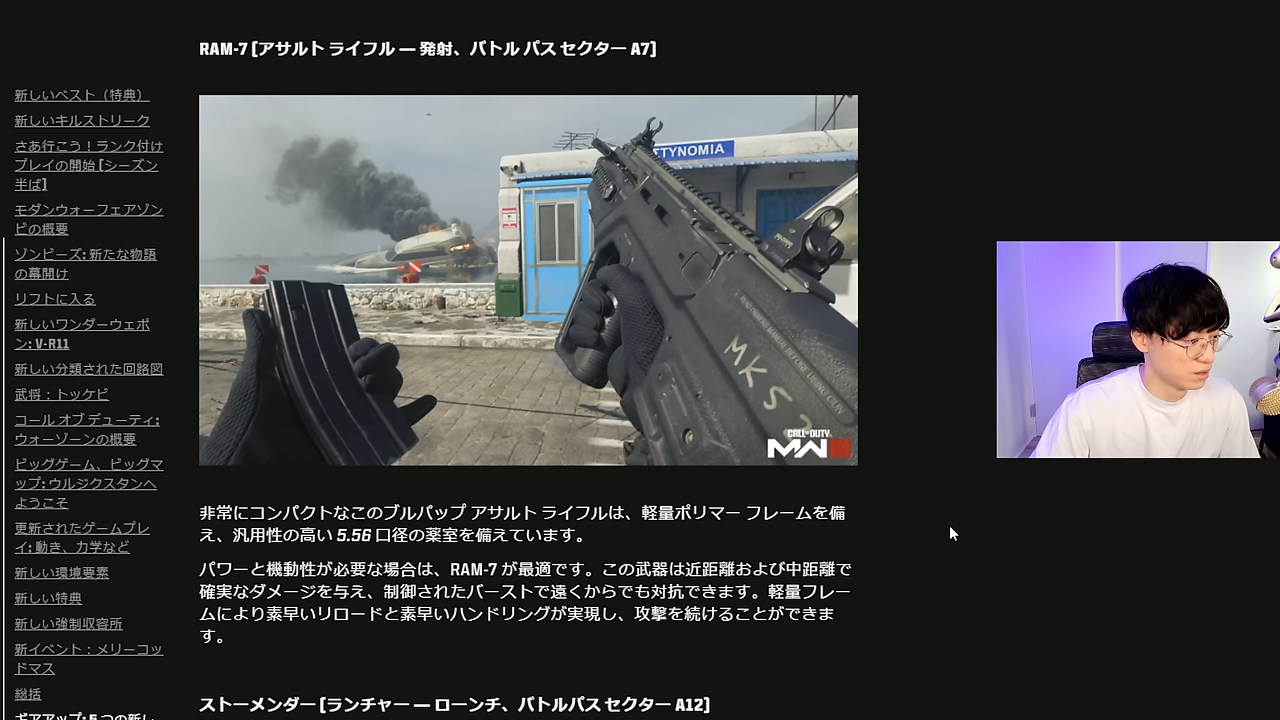 RAM-7 [アサルト ライフル — 発射、バトル パス セクター A7]
新しいベスト（特典）
新しいキルストリーク
さあ行こう！ランク付け
プレイの開始 [シーズン
半ば]
モダンウォーフェアゾン
ビの概要
ゾンビーズ: 新たな物語
の幕開け
リフトに入る
新しいワンダーウェポ
ン: V-R11
新しい分類された回路図
武将：トッケビ
コール オブ デューティ:
ウォーゾーンの概要
ビッグゲーム、ビッグマ
ップ: ウルジクスタンへ
ようこそ
更新されたゲームプレ
イ: 動き、力学など
新しい環境要素
新しい特典
新しい強制収容所
新イベント：メリーコッ
ドマス
総括
ギアアップ: 5 つの新し
ETYNOMIA
MKS
CALL OF DUTY
MWIII
非常にコンパクトなこのブルパップ アサルト ライフルは、軽量ポリマー フレームを備
え、汎用性の高い 5.56 口径の薬室を備えています。
パワーと機動性が必要な場合は、RAM-7 が最適です。この武器は近距離および中距離で
確実なダメージを与え、制御されたバーストで遠くからでも対抗できます。軽量フレー
ムにより素早いリロードと素早いハンドリングが実現し、攻撃を続けることができま
す。
ストーメンダー [ランチャー — ローンチ、バトルパス セクター A12]